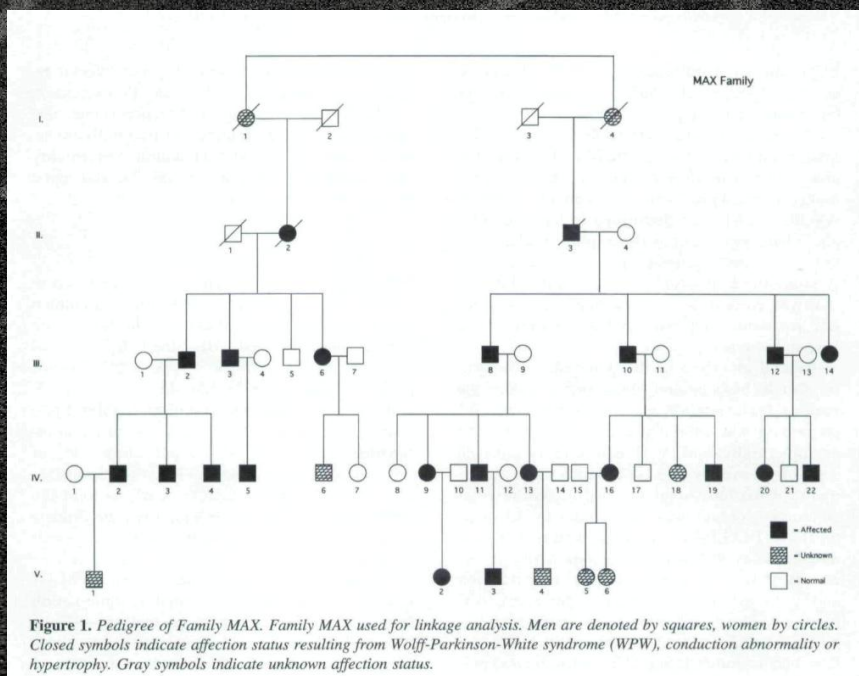 MAX Family
I.
1 2 3 4
II.
1 2 3 4
III.
1 2 3 4 5 6 7 8 9 10 11 12 13 14
IV.
2 3 4 5 6 7 8 9 10 11 12 13 14 15 16 17 18 19 20 21 22
= Affected
= Unknown
V.
1 2 3 4 5 6
= Normal
Figure 1. Pedigree of Family MAX. Family MAX used for linkage analysis. Men are denoted by squares, women by circles.
Closed symbols indicate affection status resulting from Wolff-Parkinson-White syndrome (WPW), conduction abnormality or
hypertrophy. Gray symbols indicate unknown affection status.